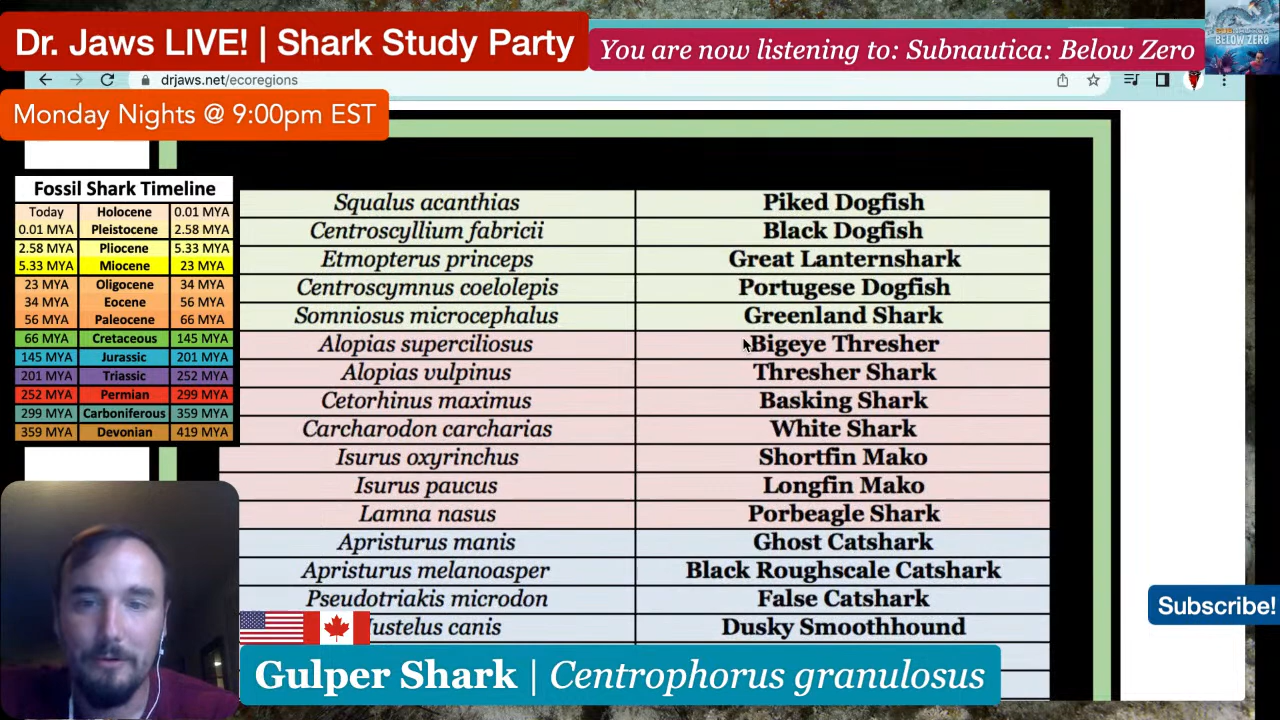 Dr. Jaws LIVE! | Shark Study Party
You are now listening to: Subnautica: Below Zero
BELOW ZERO
drjaws.net/ecoregions
Monday Nights @ 9:00pm EST
Fossil Shark Timeline
Today Holocene 0.01 MYA
0.01 MYA Pleistocene 2.58 MYA
2.58 MYA Pliocene 5.33 MYA
5.33 MYA Miocene 23 MYA
23 MYA Oligocene 34 MYA
34 MYA Eocene 56 MYA
56 MYA Paleocene 66 MYA
66 MYA Cretaceous 145 MYA
145 MYA Jurassic 201 MYA
201 MYA Triassic 252 MYA
252 MYA Permian 299 MYA
299 MYA Carboniferous 359 MYA
359 MYA Devonian 419 MYA
Squalus acanthias Piked Dogfish
Centroscyllium fabricii Black Dogfish
Etmopterus princeps Great Lanternshark
Centroscymnus coelolepis Portugese Dogfish
Somniosus microcephalus Greenland Shark
Alopias superciliosus Bigeye Thresher
Alopias vulpinus Thresher Shark
Cetorhinus maximus Basking Shark
Carcharodon carcharias White Shark
Isurus oxyrinchus Shortfin Mako
Isurus paucus Longfin Mako
Lamna nasus Porbeagle Shark
Apristurus manis Ghost Catshark
Apristurus melanoasper Black Roughscale Catshark
Pseudotriakis microdon False Catshark
ustelus canis Dusky Smoothhound
Subscribe!
Gulper Shark | Centrophorus granulosus